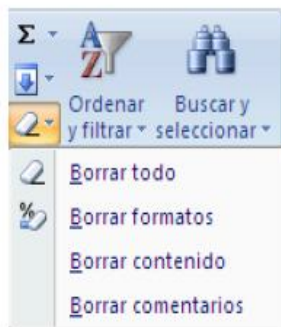 Σ
A
Z
Ordenar
y filtrar
Buscar y
seleccionar
Borrar todo
%
Borrar formatos
Borrar contenido
Borrar comentarios